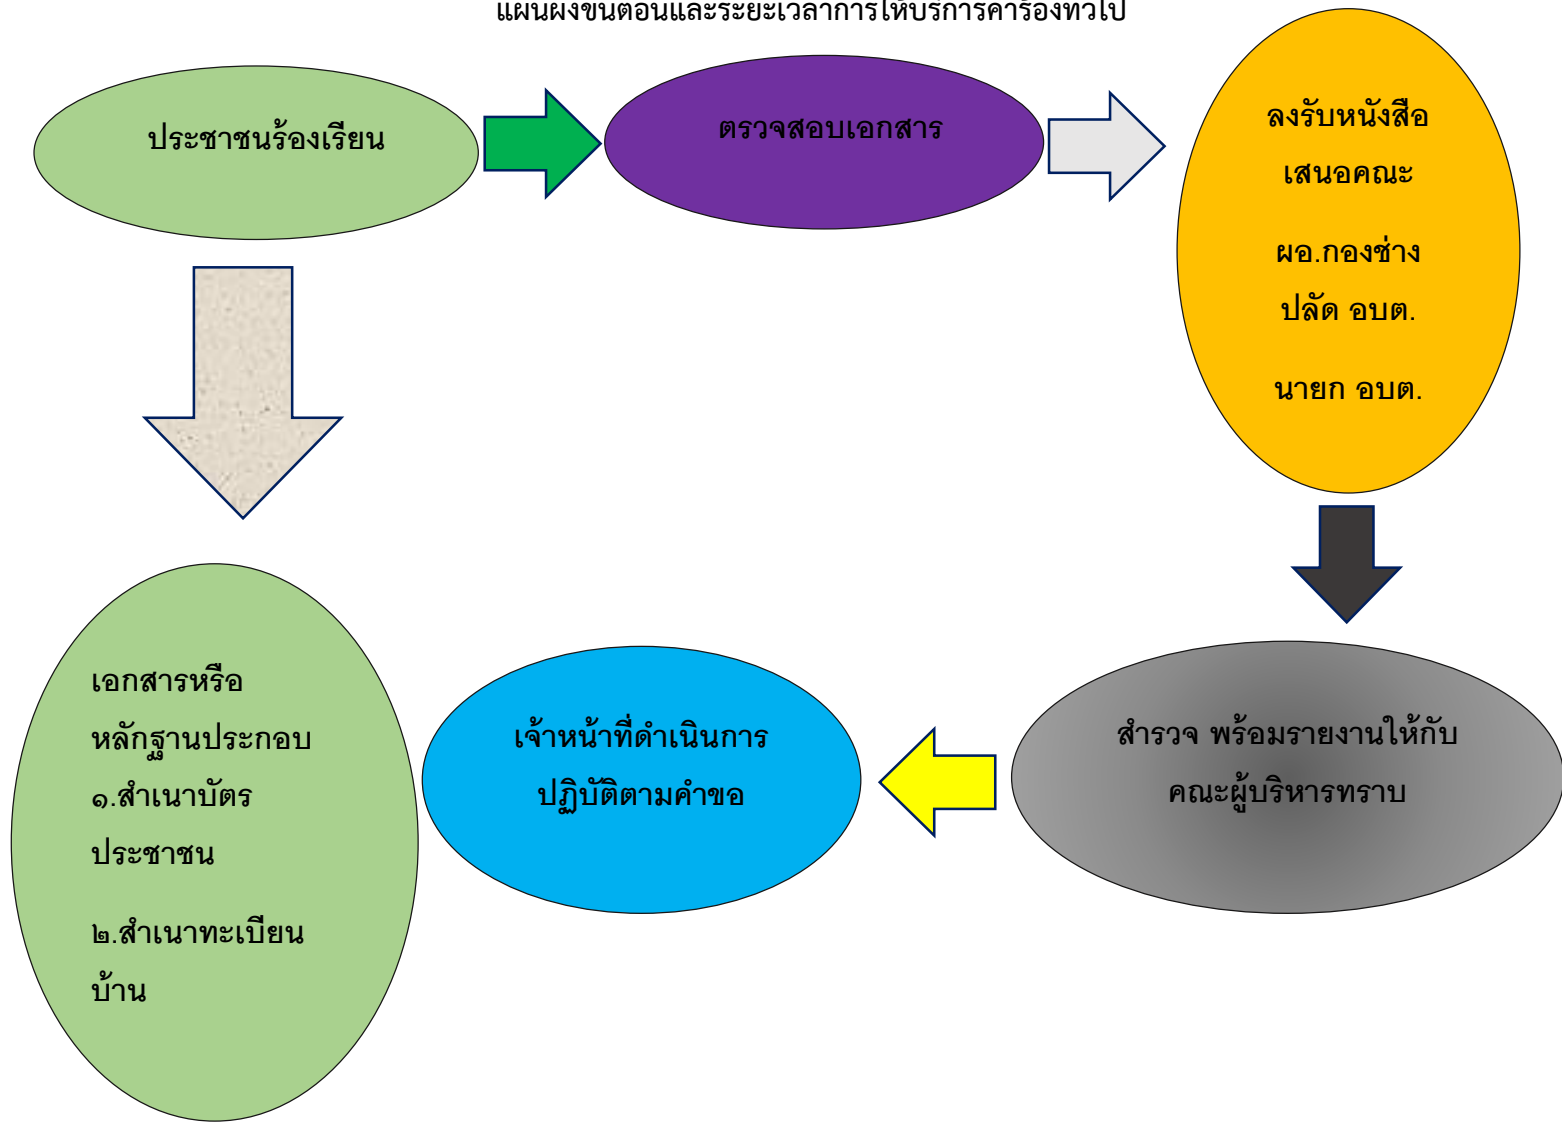 แผนผังขั้นตอนและระยะเวลาการให้บริการคำร้องทั่วไป
ประชาชนร้องเรียน
ตรวจสอบเอกสาร
ลงรับหนังสือ
เสนอคณะ
ผอ.กองช่าง
ปลัด อบต.
นายก อบต.
สำรวจ พร้อมรายงานให้กับ
คณะผู้บริหารทราบ
เจ้าหน้าที่ดำเนินการ
ปฏิบัติตามคำขอ
เอกสารหรือ
หลักฐานประกอบ
๑.สำเนาบัตร
ประชาชน
๒.สำเนาทะเบียน
บ้าน